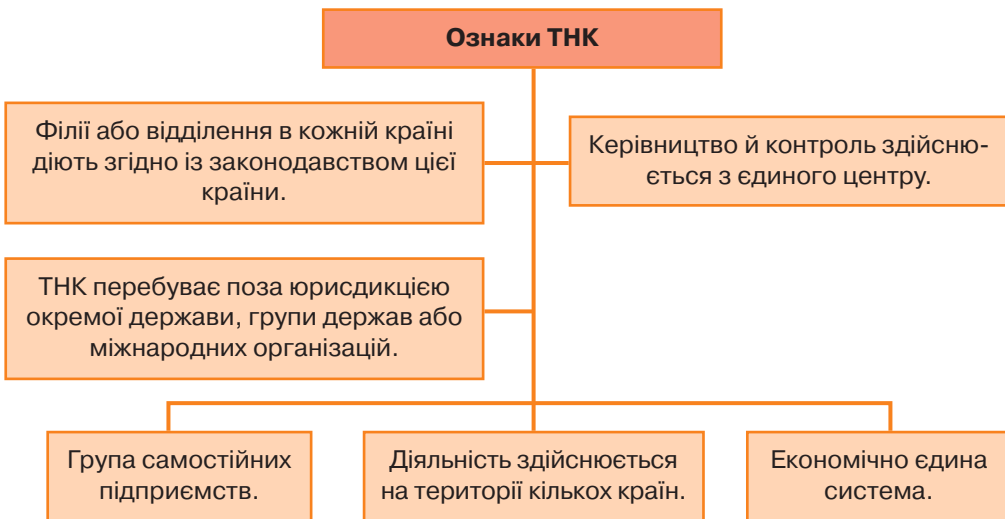 Ознаки ТНК
Філії або відділення в кожній країні
діють згідно із законодавством цієї
країни.
Керівництво й контроль здійсню-
ється з єдиного центру.
ТНК перебуває поза юрисдикцією
окремої держави, групи держав або
міжнародних організацій.
Група самостійних
підприємств.
Діяльність здійснюється
на території кількох країн.
Економічно єдина
система.